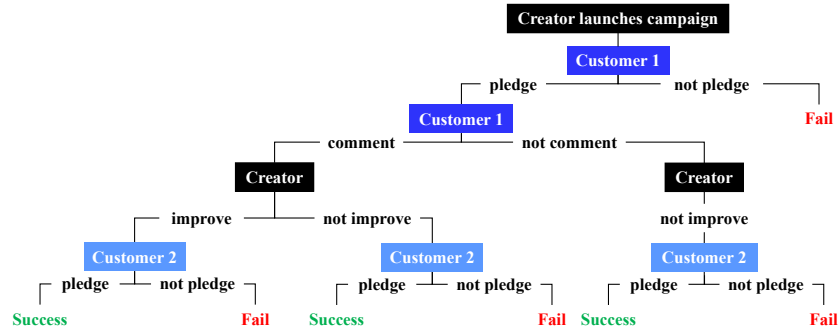 Creator launches campaign
Customer 1
pledge not pledge
Customer 1 Fail
comment not comment
Creator Creator
improve not improve not improve
Customer 2 Customer 2 Customer 2
pledge not pledge pledge not pledge pledge not pledge
Success Fail Success Fail Success Fail